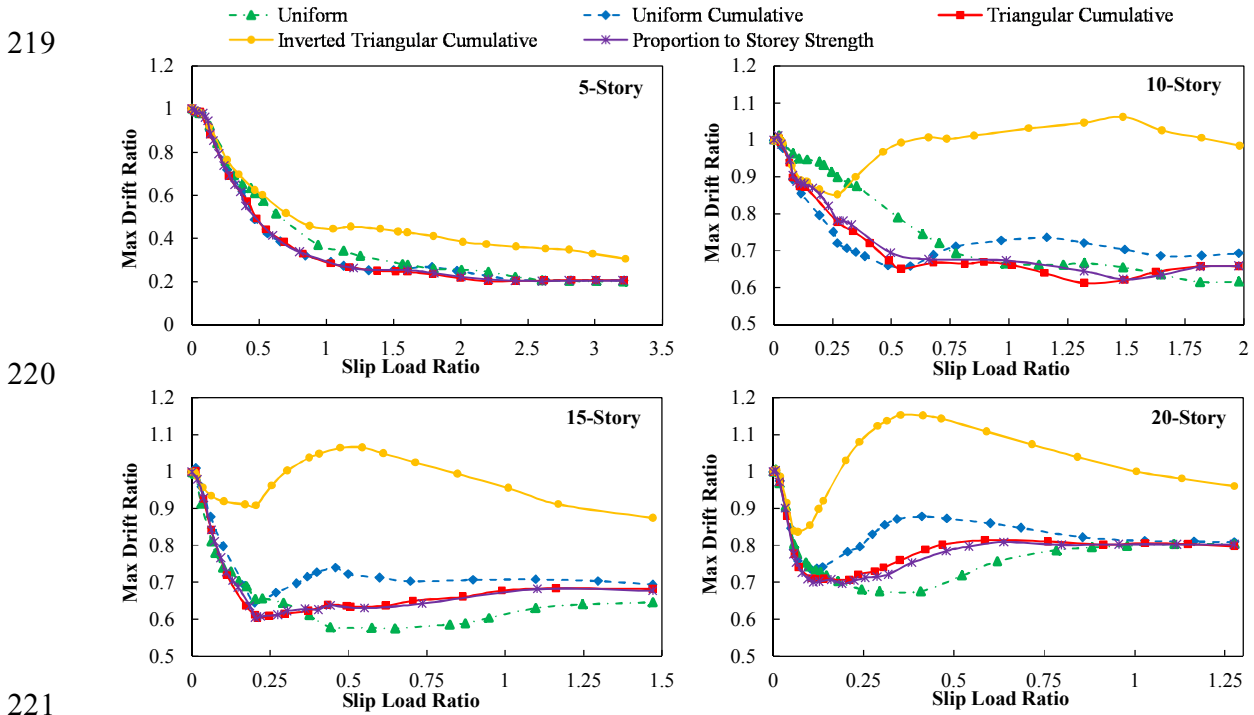 219
Uniform
Uniform Cumulative
Triangular Cumulative
Inverted Triangular Cumulative
Proportion to Storey Strength
5-Story
Max Drift Ratio
1.2
1
0.8
0.6
0.4
0.2
0
0 0.5 1 1.5 2 2.5 3 3.5
Slip Load Ratio
10-Story
Max Drift Ratio
1.2
1.1
1
0.9
0.8
0.7
0.6
0.5
0 0.25 0.5 0.75 1 1.25 1.5 1.75 2
Slip Load Ratio
220
15-Story
Max Drift Ratio
1.2
1.1
1
0.9
0.8
0.7
0.6
0.5
0 0.25 0.5 0.75 1 1.25 1.5
Slip Load Ratio
20-Story
Max Drift Ratio
1.2
1.1
1
0.9
0.8
0.7
0.6
0.5
0 0.25 0.5 0.75 1 1.25
Slip Load Ratio
221